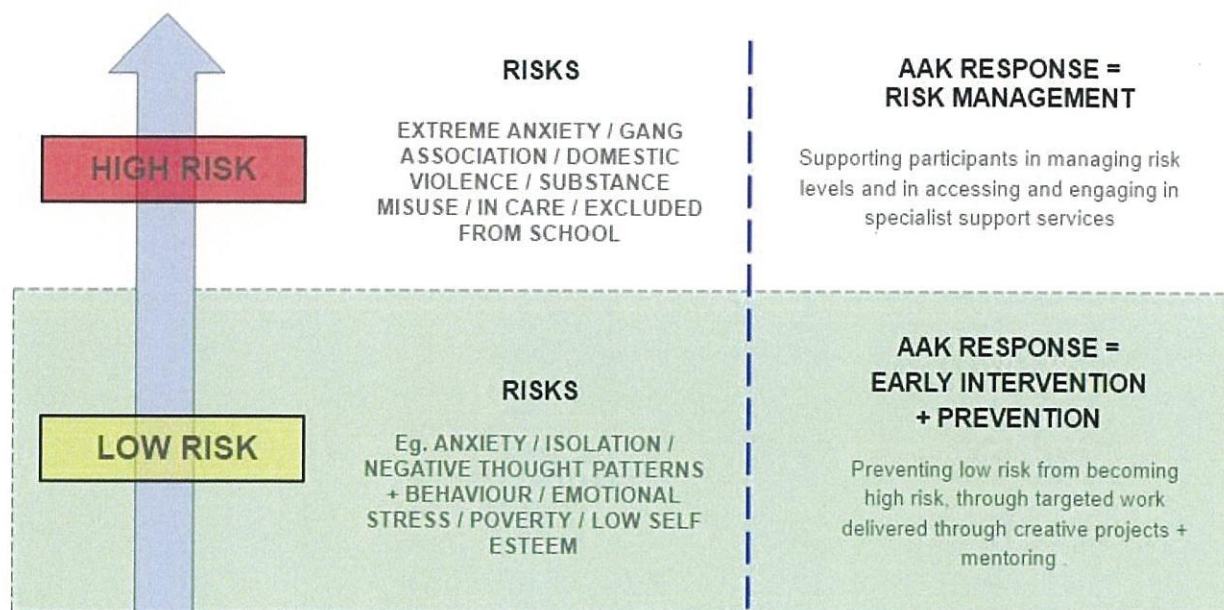 HIGH RISK
RISKS
EXTREME ANXIETY / GANG
ASSOCIATION / DOMESTIC
VIOLENCE / SUBSTANCE
MISUSE / IN CARE / EXCLUDED
FROM SCHOOL
AAK RESPONSE =
RISK MANAGEMENT
Supporting participants in managing risk
levels and in accessing and engaging in
specialist support services
LOW RISK
RISKS
Eg. ANXIETY / ISOLATION /
NEGATIVE THOUGHT PATTERNS
+ BEHAVIOUR / EMOTIONAL
STRESS / POVERTY / LOW SELF
ESTEEM
AAK RESPONSE =
EARLY INTERVENTION
+ PREVENTION
Preventing low risk from becoming
high risk, through targeted work
delivered through creative projects +
mentoring .